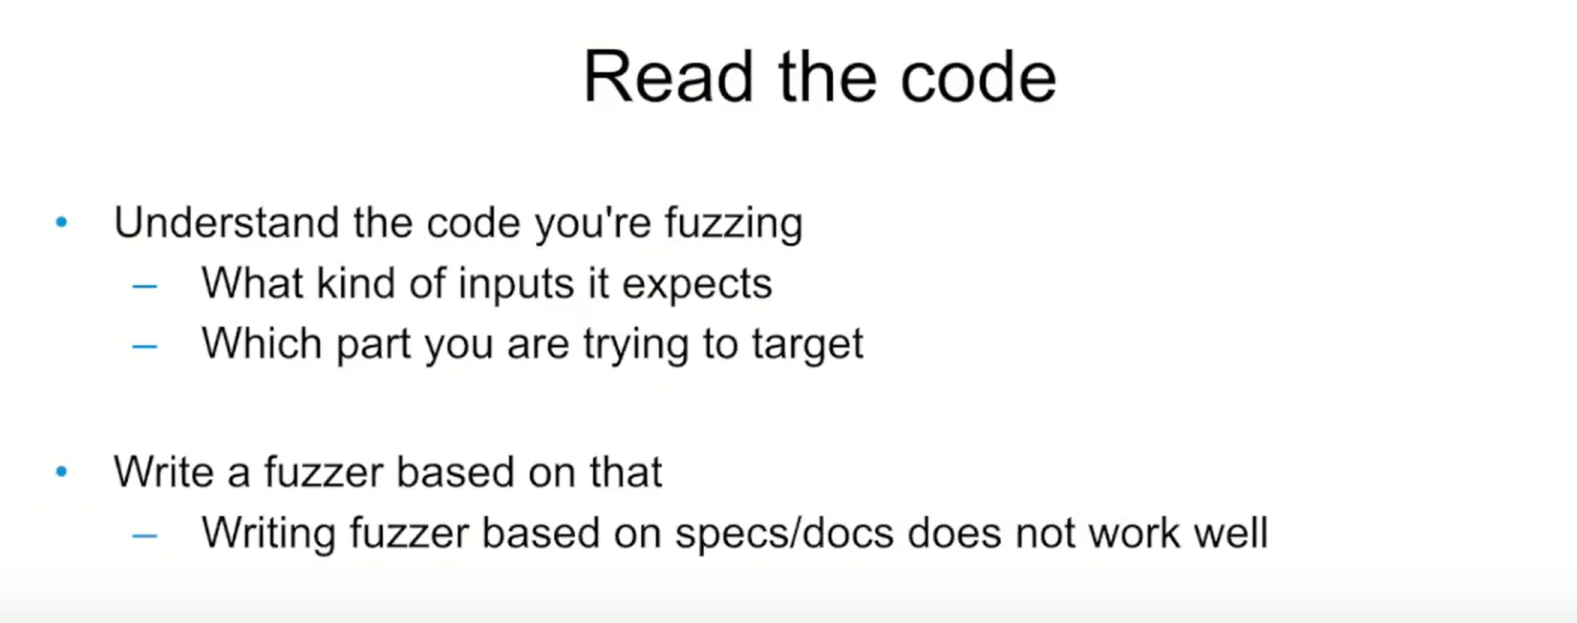 Read the code
• Understand the code you're fuzzing
– What kind of inputs it expects
– Which part you are trying to target
• Write a fuzzer based on that
– Writing fuzzer based on specs/docs does not work well